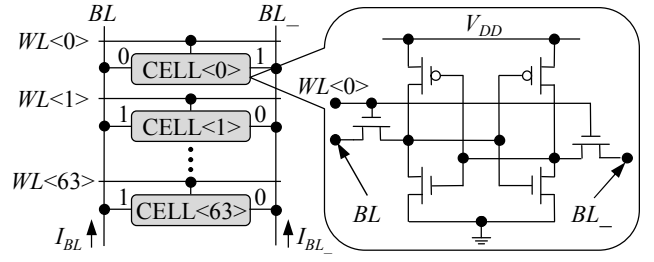 BL BL_
WL<0>
0 CELL<0> 1
WL<1>
1 CELL<1> 0
WL<63>
1 CELL<63> 0
I_BL I_BL_
V_DD
WL<0>
BL BL_